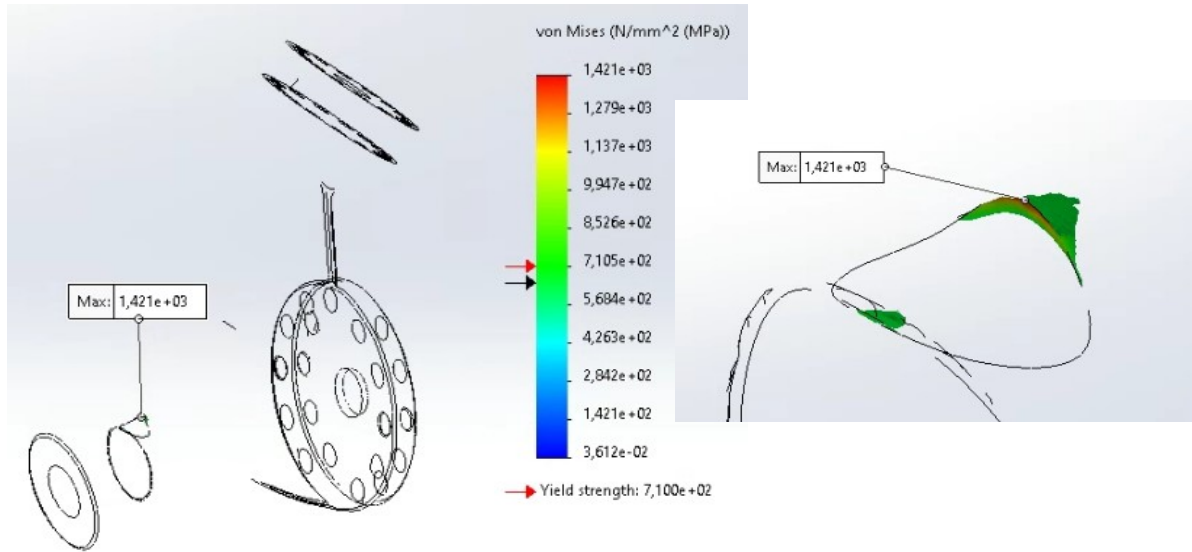 von Mises (N/mm^2 (MPa))
1,421e+03
1,279e+03
1,137e+03
9,947e+02
8,526e+02
7,105e+02
5,684e+02
4,263e+02
2,842e+02
1,421e+02
3,612e-02
Yield strength: 7,100e+02
Max: 1,421e+03
Max: 1,421e+03